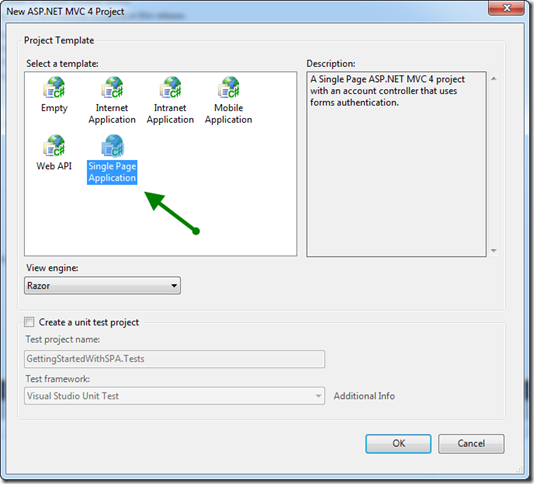 New ASP.NET MVC 4 Project
Project Template
Select a template:
Description:
Empty
Internet
Application
Intranet
Application
Mobile
Application
Web API
Single Page
Application
A Single Page ASP.NET MVC 4 project
with an account controller that uses
forms authentication.
View engine:
Razor
Create a unit test project
Test project name:
GettingStartedWithSPA.Tests
Test framework:
Visual Studio Unit Test
Additional Info
OK
Cancel